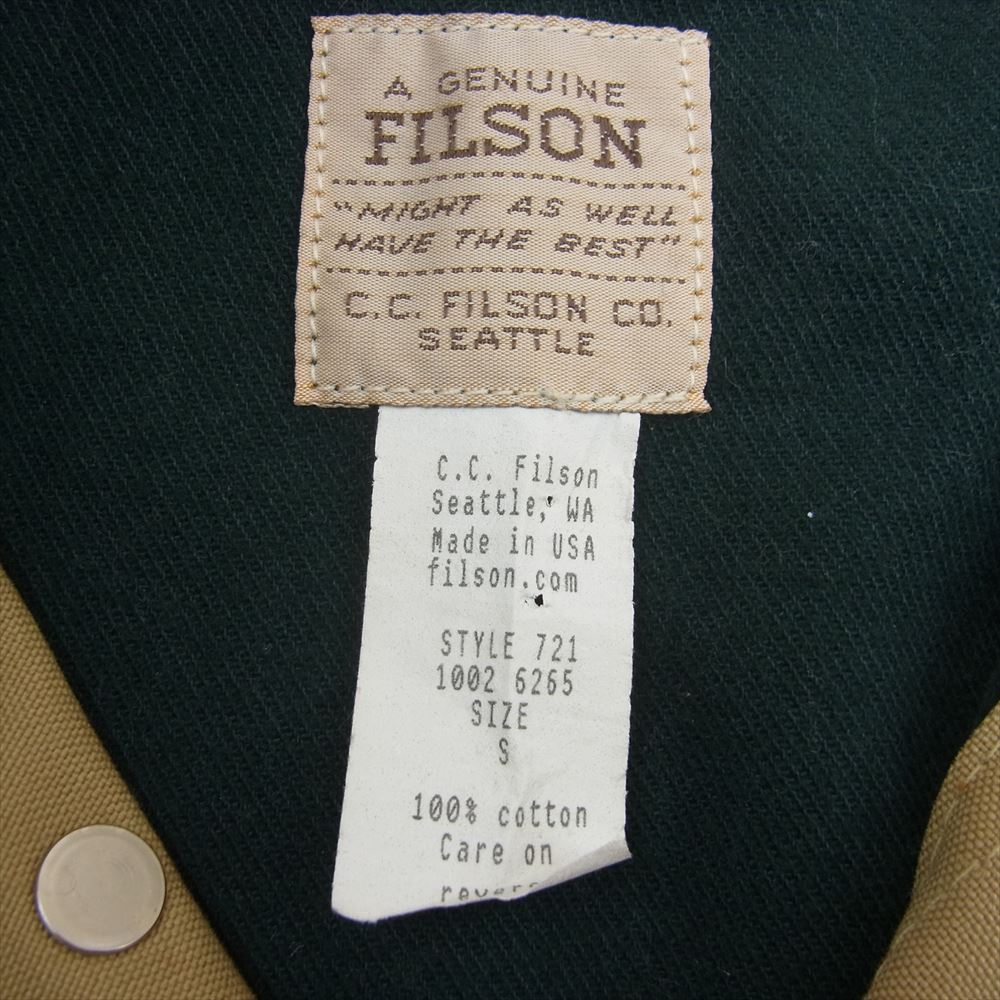 A GENUINE
FILSON
"MIGHT AS WELL
HAVE THE BEST"
C.C. FILSON CO.
SEATTLE
C.C. Filson
Seattle, WA
Made in USA
filson.com
STYLE 721
1002 6265
SIZE
S
100% cotton
Care on